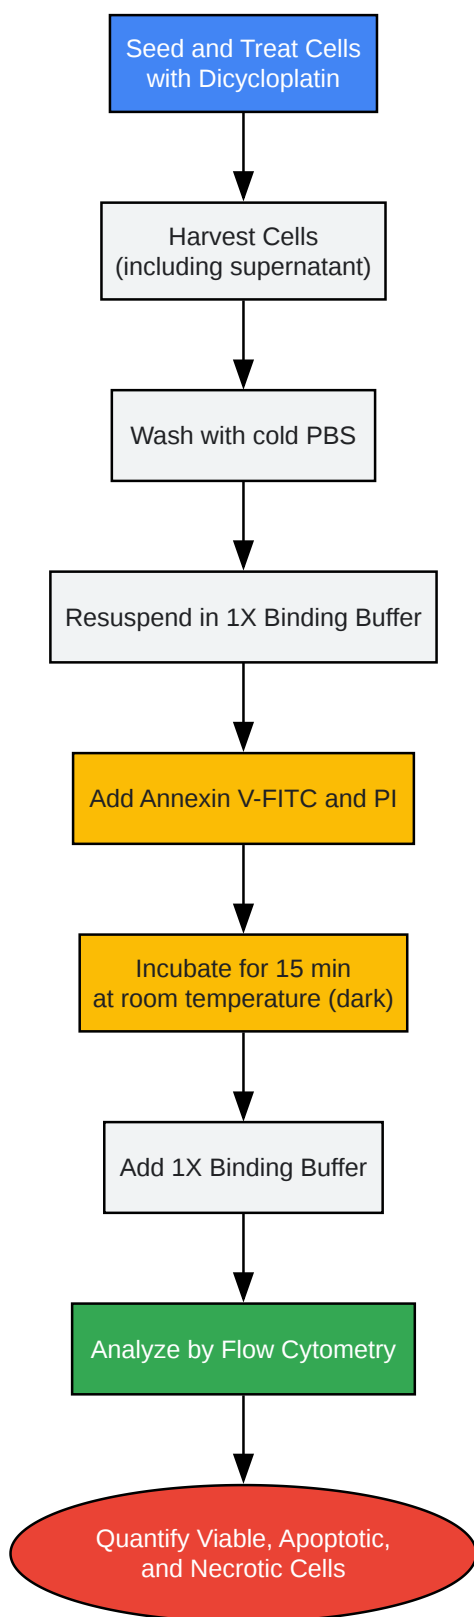 Seed and Treat Cells
with Dicycloplatin
Harvest Cells
(including supernatant)
Wash with cold PBS
Resuspend in 1X Binding Buffer
Add Annexin V-FITC and PI
Incubate for 15 min
at room temperature (dark)
Add 1X Binding Buffer
Analyze by Flow Cytometry
Quantify Viable, Apoptotic,
and Necrotic Cells